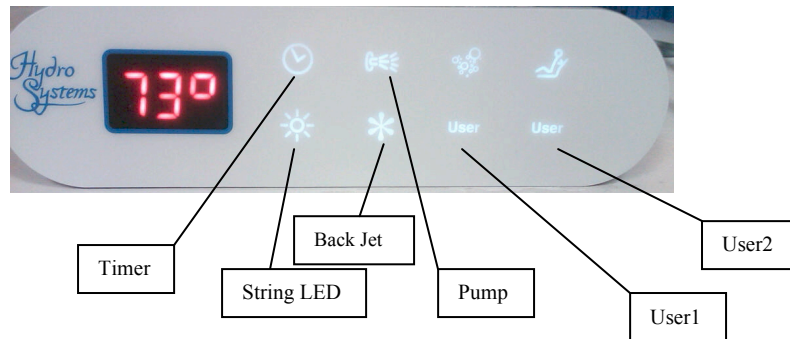 Hydro
Systems
73°
User
User
Timer
String LED
Back Jet
Pump
User1
User2